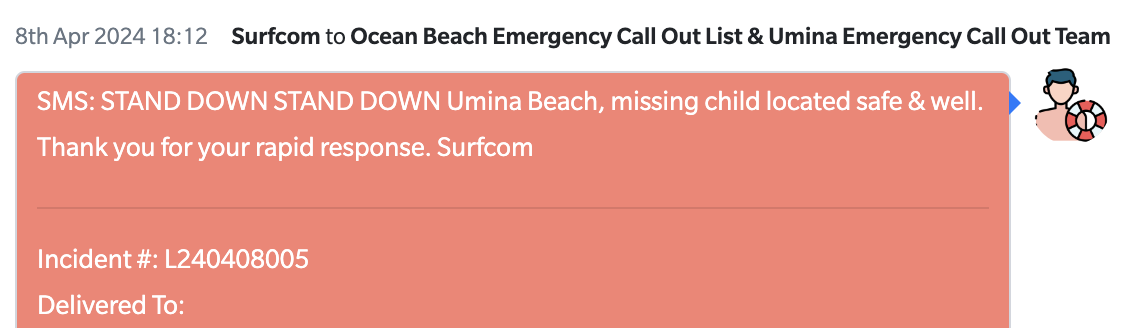 8th Apr 2024 18:12 Surfcom to Ocean Beach Emergency Call Out List & Umina Emergency Call Out Team
SMS: STAND DOWN STAND DOWN Umina Beach, missing child located safe & well.
Thank you for your rapid response. Surfcom
Incident #: L240408005
Delivered To: